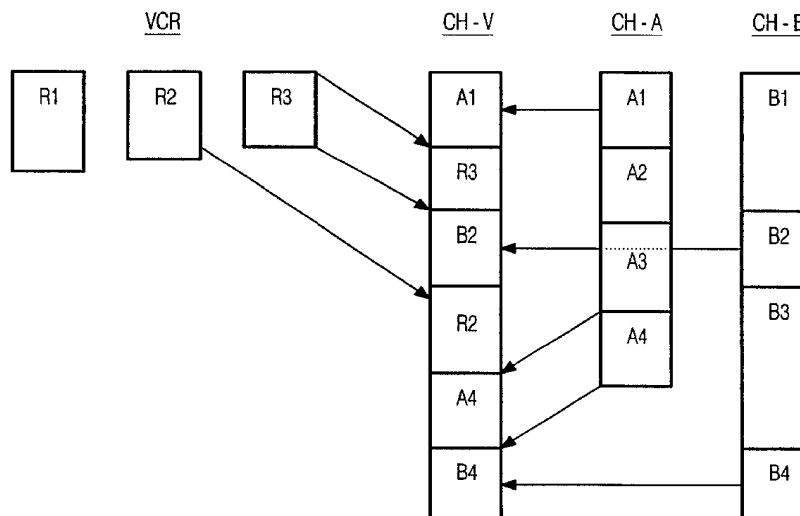 VCR
CH - V
CH - A
CH - B
R1
R2
R3
A1
R3
B2
R2
A4
B4
A1
A2
A3
A4
B1
B2
B3
B4